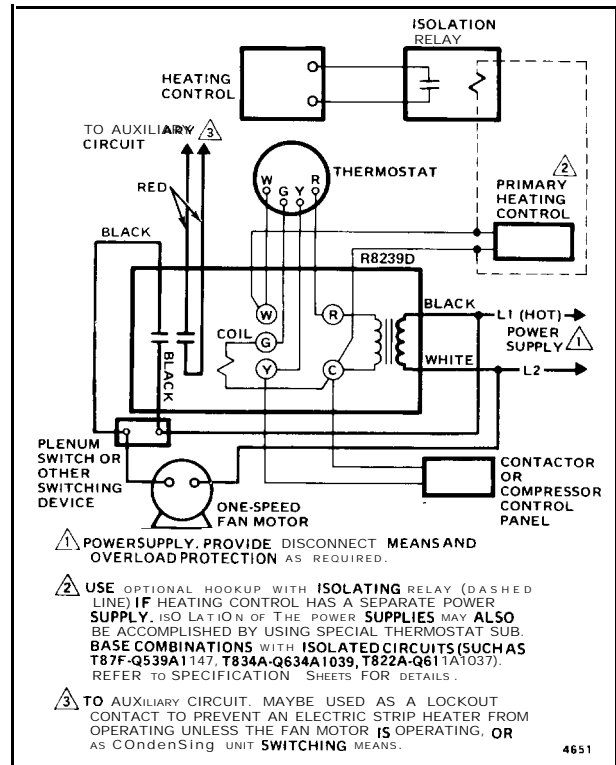 ISOLATION
RELAY
HEATING
CONTROL
TO AUXILIARY 3
CIRCUIT
THERMOSTAT
W G Y R
RED
2
PRIMARY
HEATING
CONTROL
BLACK
R8239D
BLACK
W R
L1 (HOT)
COIL
G
POWER
SUPPLY 1
BLACK
WHITE
Y C
L2
PLENUM
SWITCH OR
OTHER
SWITCHING
DEVICE
ONE-SPEED
FAN MOTOR
CONTACTOR
OR
COMPRESSOR
CONTROL
PANEL
1 POWERSUPPLY. PROVIDE DISCONNECT MEANS AND
OVERLOAD PROTECTION AS REQUIRED.
2 USE OPTIONAL HOOKUP WITH ISOLATING RELAY (DASHED
LINE) IF HEATING CONTROL HAS A SEPARATE POWER
SUPPLY. ISO LATION OF THE POWER SUPPLIES MAY ALSO
BE ACCOMPLISHED BY USING SPECIAL THERMOSTAT SUB.
BASE COMBINATIONS WITH ISOLATED CIRCUITS (SUCH AS
T87F-Q539A1147, T834A-Q634A1039, T822A-Q611A1037).
REFER TO SPECIFICATION SHEETS FOR DETAILS.
3 TO AUXILIARY CIRCUIT. MAYBE USED AS A LOCKOUT
CONTACT TO PREVENT AN ELECTRIC STRIP HEATER FROM
OPERATING UNLESS THE FAN MOTOR IS OPERATING, OR
AS CONDENSING UNIT SWITCHING MEANS.
4651